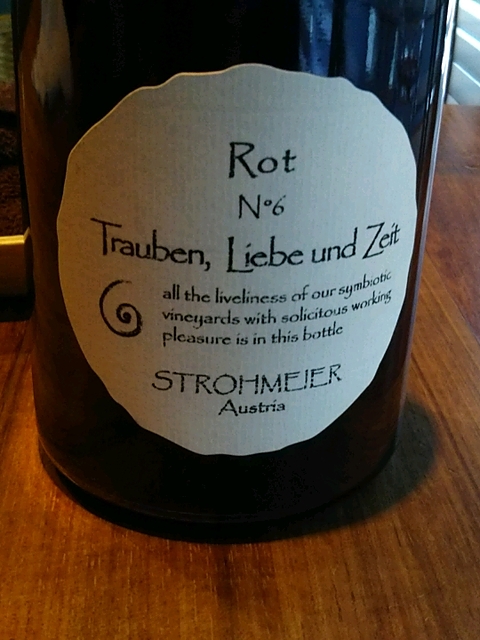 Rot
Nº6
Trauben, Liebe und Zeit
all the liveliness of our symbiotic
vineyards with solicitous working
pleasure is in this bottle
STROHMEIER
Austria